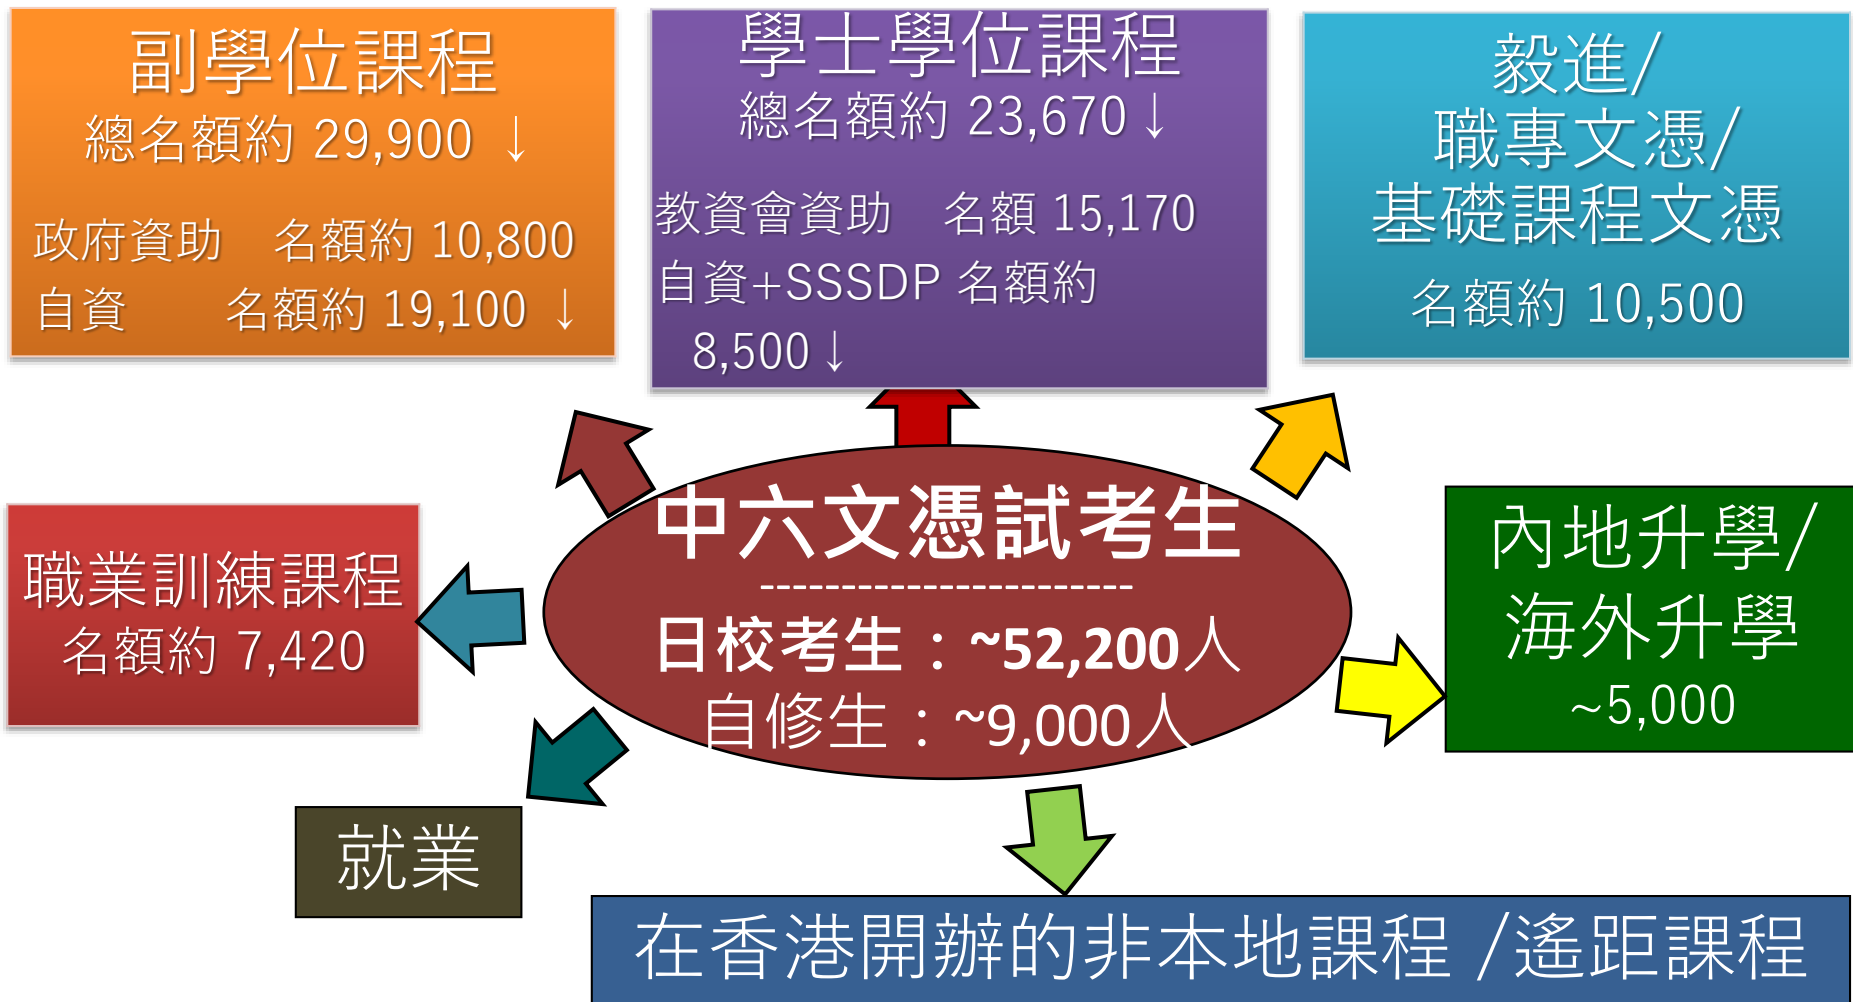 副學位課程
總名額約 29,900 ↓
政府資助 名額約 10,800
自資 名額約 19,100 ↓
學士學位課程
總名額約 23,670↓
教資會資助 名額 15,170
自資+SSSDP 名額約
8,500↓
毅進/
職專文憑/
基礎課程文憑
名額約 10,500
中六文憑試考生
-----------------------
日校考生：~52,200人
自修生：~9,000人
職業訓練課程
名額約 7,420
內地升學/
海外升學
~5,000
就業
在香港開辦的非本地課程 /遙距課程